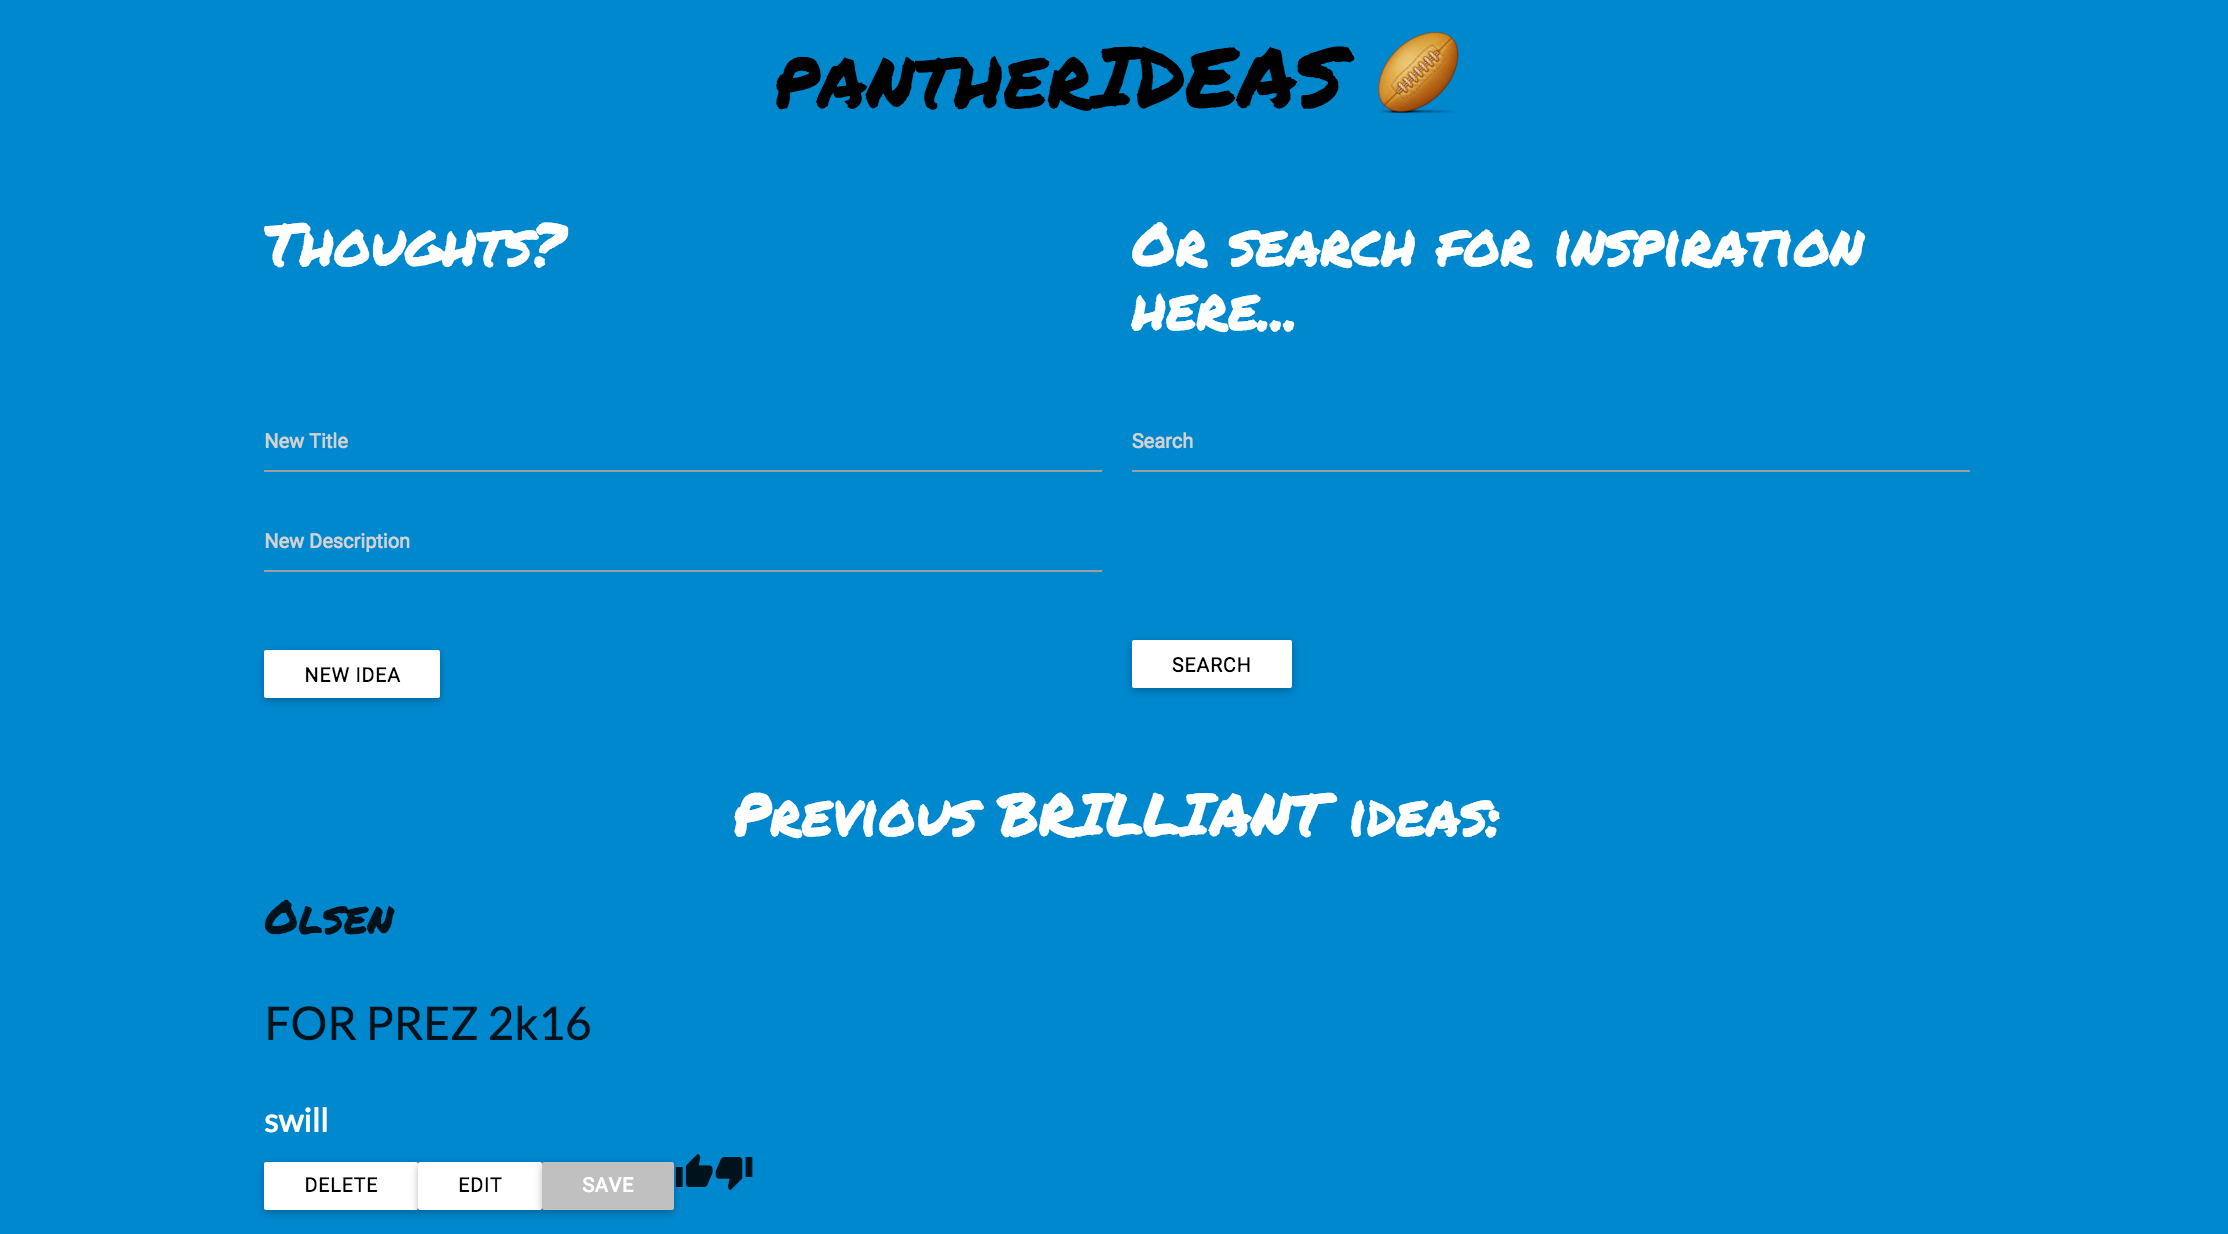 pantherIDEAS
Thoughts?
Or search for inspiration
here...
New Title
Search
New Description
NEW IDEA
SEARCH
Previous BRILLIANT ideas:
Olsen
FOR PREZ 2k16
swill
DELETE
EDIT
SAVE